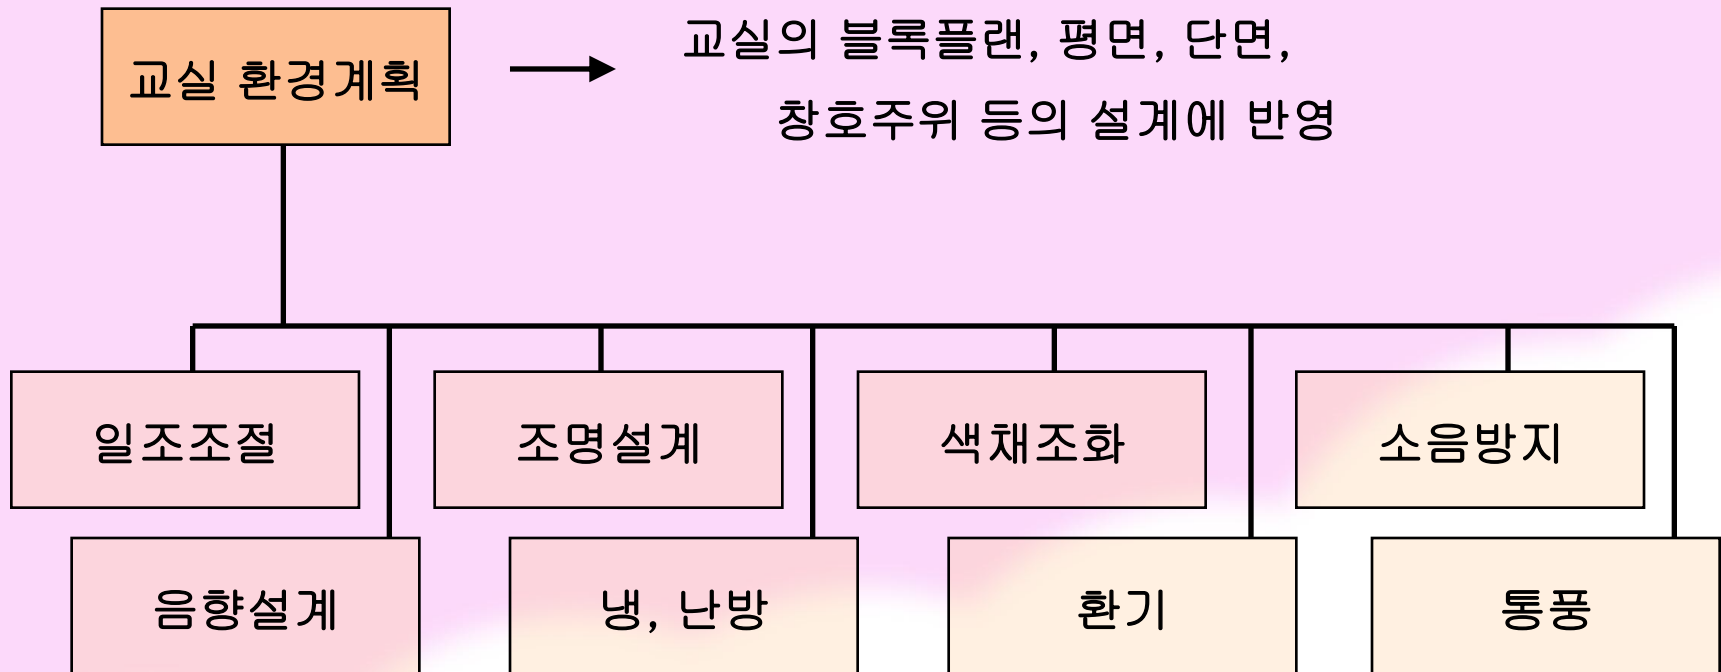 교실 환경계획
교실의 블록플랜, 평면, 단면,
창호주위 등의 설계에 반영
일조조절
조명설계
색채조화
소음방지
음향설계
냉, 난방
환기
통풍